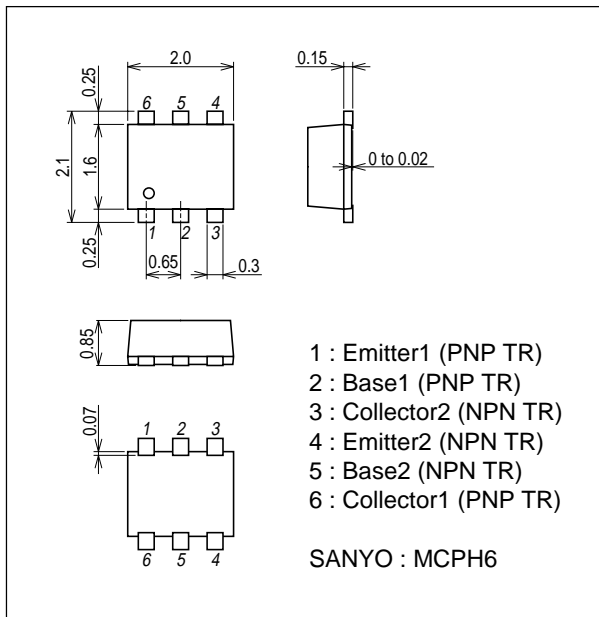 0.25
2.0
0.15
6 5 4
2.1
1.6
0 to 0.02
0.25
1 2 3
0.65
0.3
0.85
0.07
1 2 3
6 5 4
1 : Emitter1 (PNP TR)
2 : Base1 (PNP TR)
3 : Collector2 (NPN TR)
4 : Emitter2 (NPN TR)
5 : Base2 (NPN TR)
6 : Collector1 (PNP TR)
SANYO : MCPH6